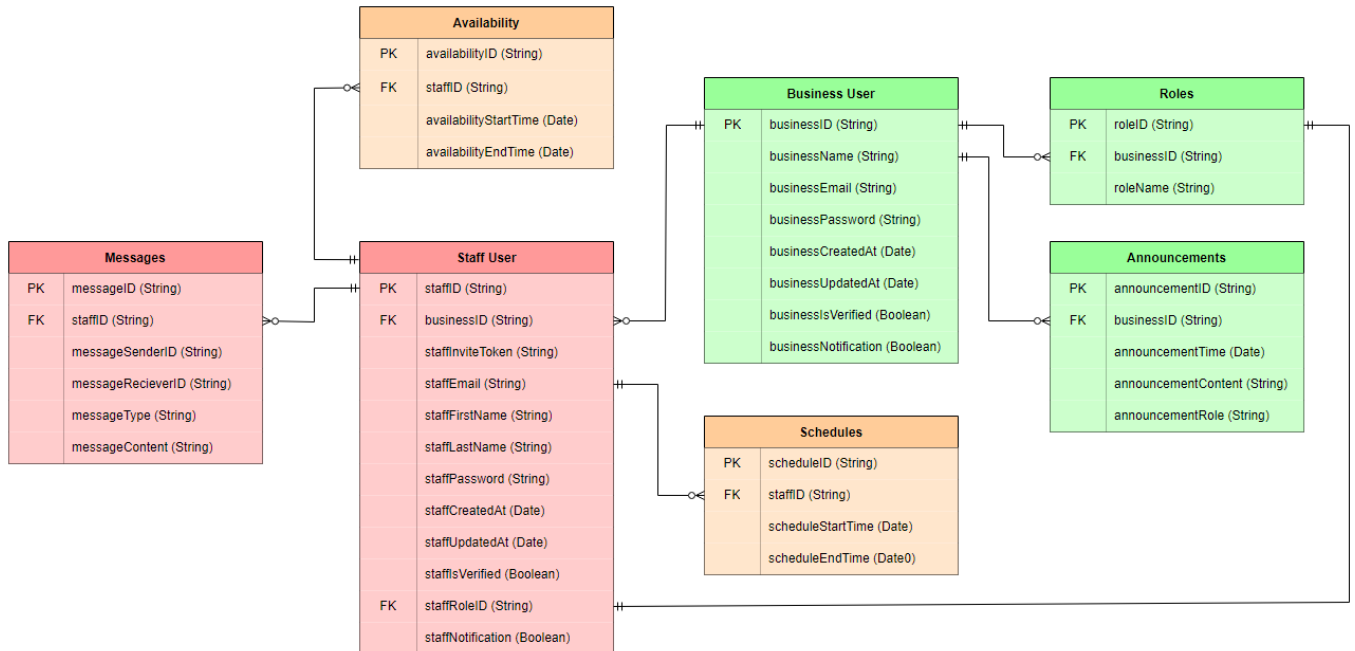 Availability
PK availabilityID (String)
FK staffID (String)
availabilityStartTime (Date)
availabilityEndTime (Date)
Business User
PK businessID (String)
businessName (String)
businessEmail (String)
businessPassword (String)
businessCreatedAt (Date)
businessUpdatedAt (Date)
businessIsVerified (Boolean)
businessNotification (Boolean)
Roles
PK roleID (String)
FK businessID (String)
roleName (String)
Messages
PK messageID (String)
FK staffID (String)
messageSenderID (String)
messageRecieverID (String)
messageType (String)
messageContent (String)
Staff User
PK staffID (String)
FK businessID (String)
staffInviteToken (String)
staffEmail (String)
staffFirstName (String)
staffLastName (String)
staffPassword (String)
staffCreatedAt (Date)
staffUpdatedAt (Date)
staffIsVerified (Boolean)
FK staffRoleID (String)
staffNotification (Boolean)
Announcements
PK announcementID (String)
FK businessID (String)
announcementTime (Date)
announcementContent (String)
announcementRole (String)
Schedules
PK scheduleID (String)
FK staffID (String)
scheduleStartTime (Date)
scheduleEndTime (Date0)